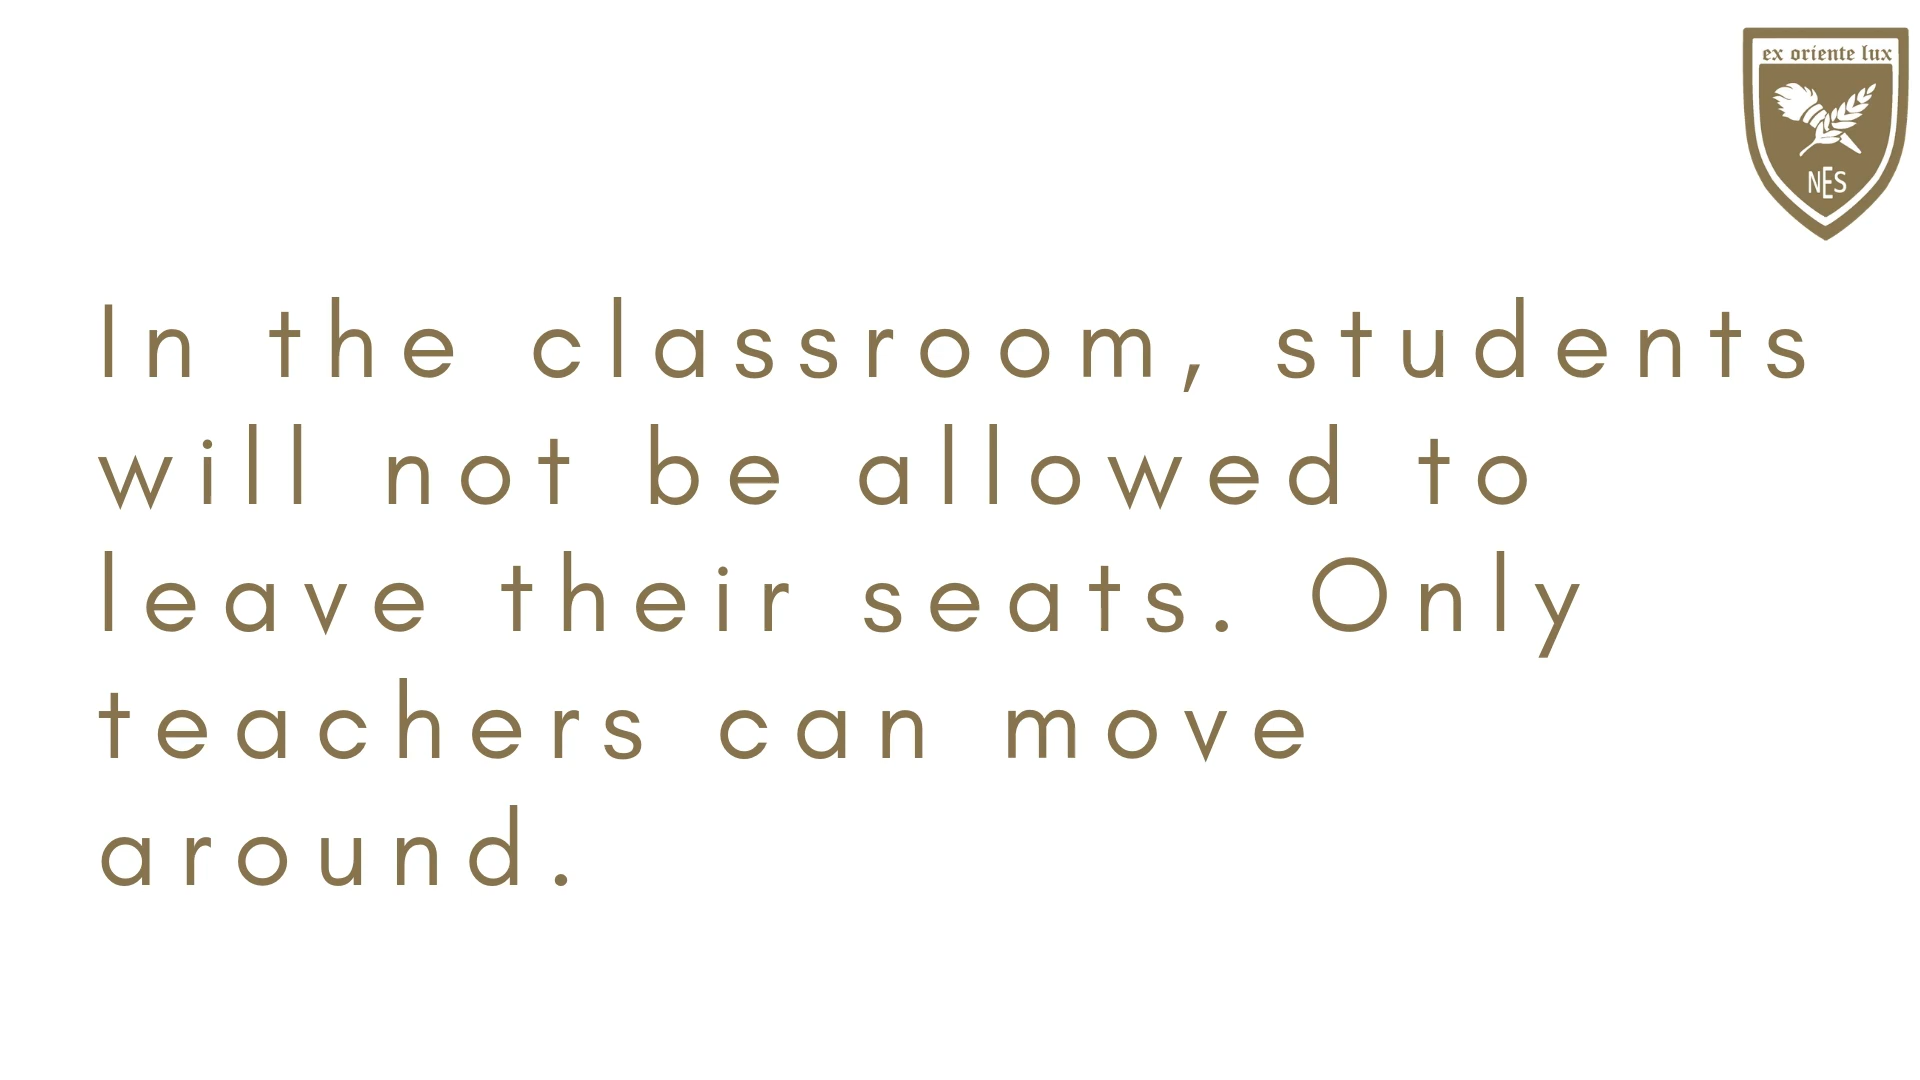 ex oriente lux
NES
In the classroom, students
will not be allowed to
leave their seats. Only
teachers can move
around.